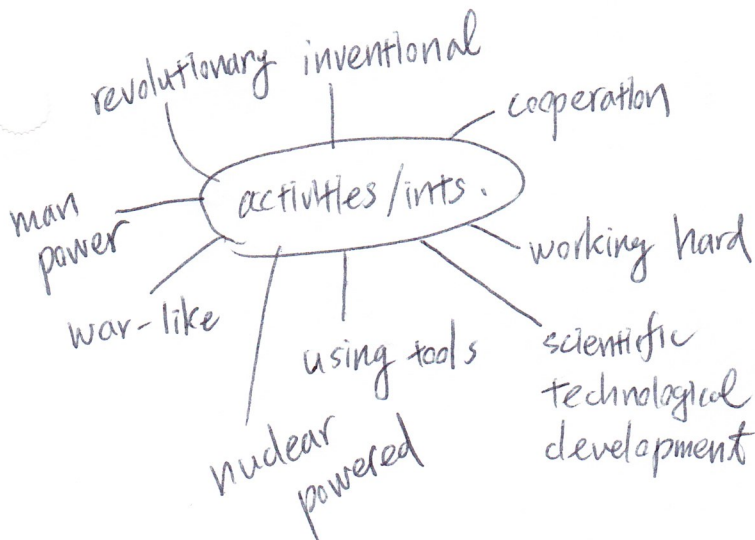 revolutionary
inventional
cooperation
activities/ints.
man
power
working hard
war-like
using tools
scientific
technological
development
nuclear
powered